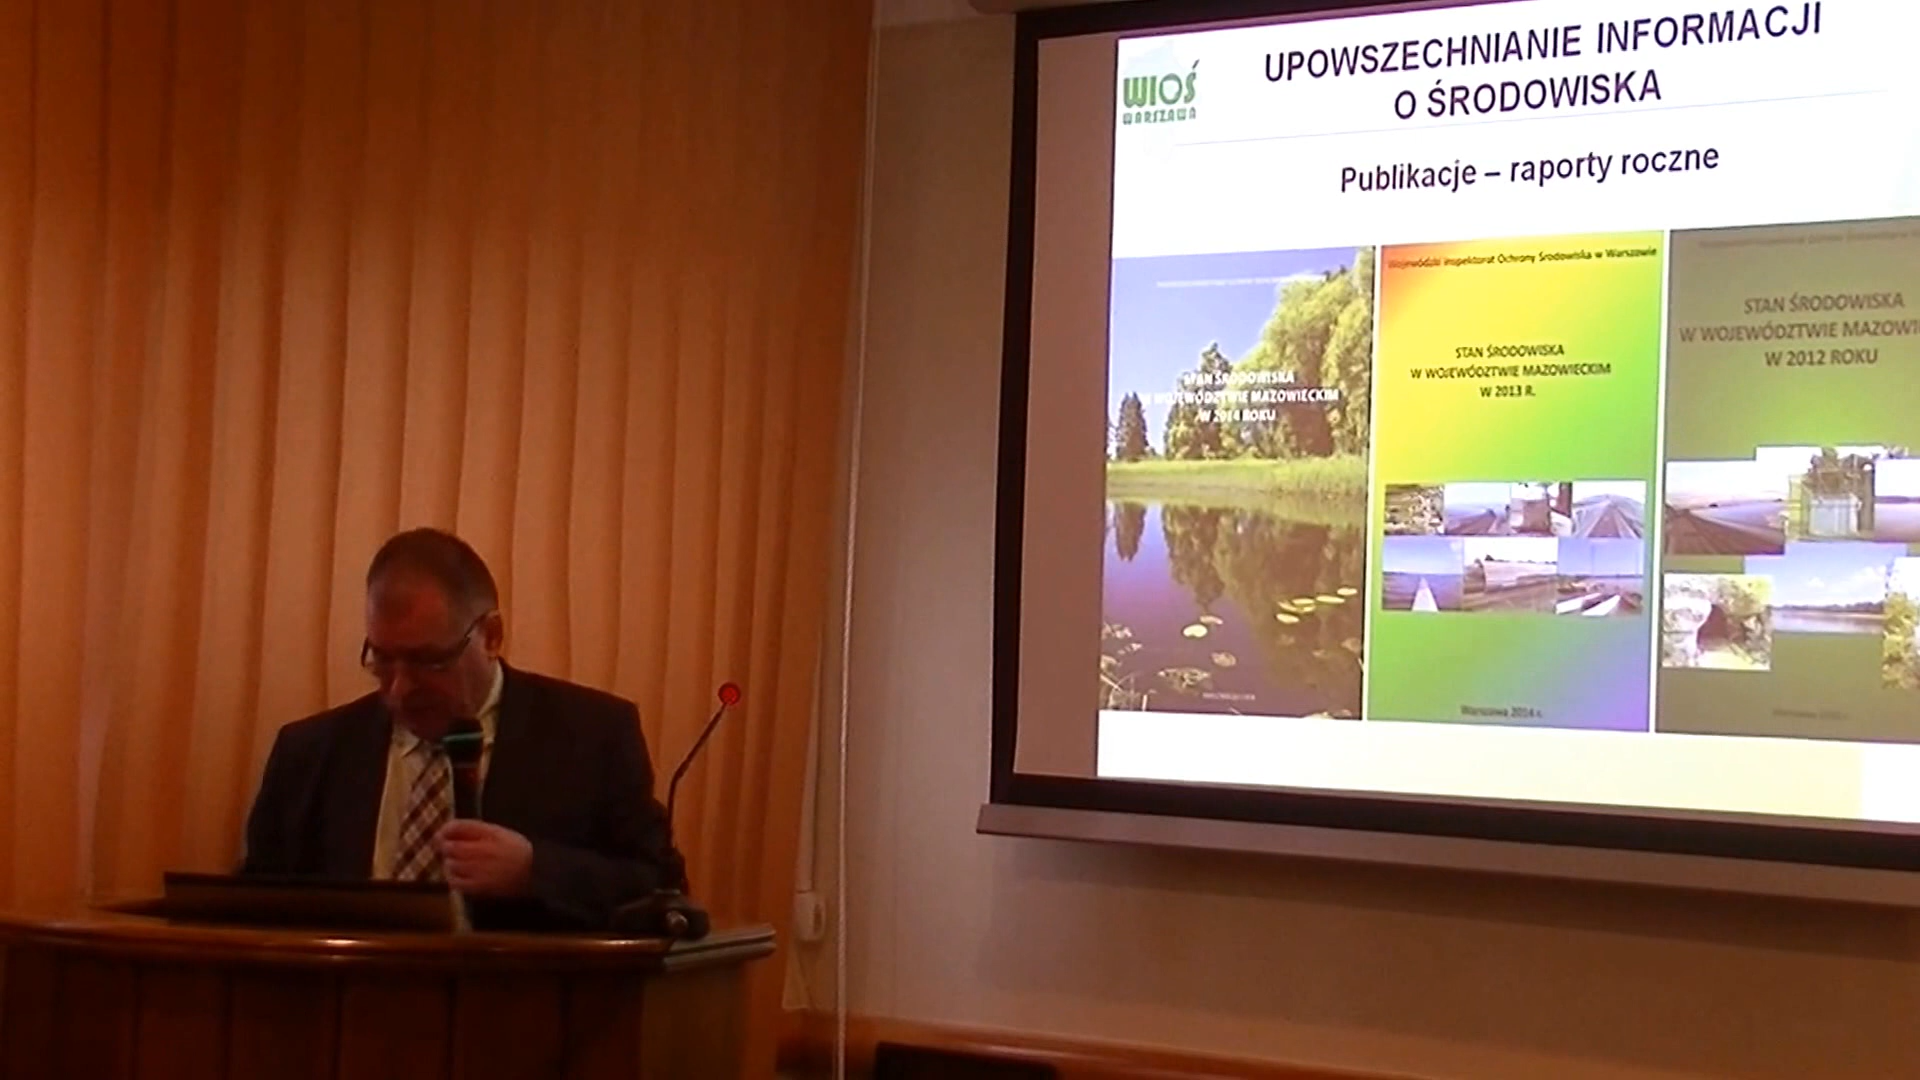 WIOŚ
WARSZAWA
UPOWSZECHNIANIE INFORMACJI
O ŚRODOWISKA
Publikacje – raporty roczne
STAN ŚRODOWISKA
W WOJEWÓDZTWIE MAZOWIECKIM
W 2014 ROKU
Wojewódzki Inspektorat Ochrony Środowiska w Warszawie
STAN ŚRODOWISKA
W WOJEWÓDZTWIE MAZOWIECKIM
W 2013 R.
Warszawa 2014 r.
STAN ŚRODOWISKA
W WOJEWÓDZTWIE MAZOWI
W 2012 ROKU